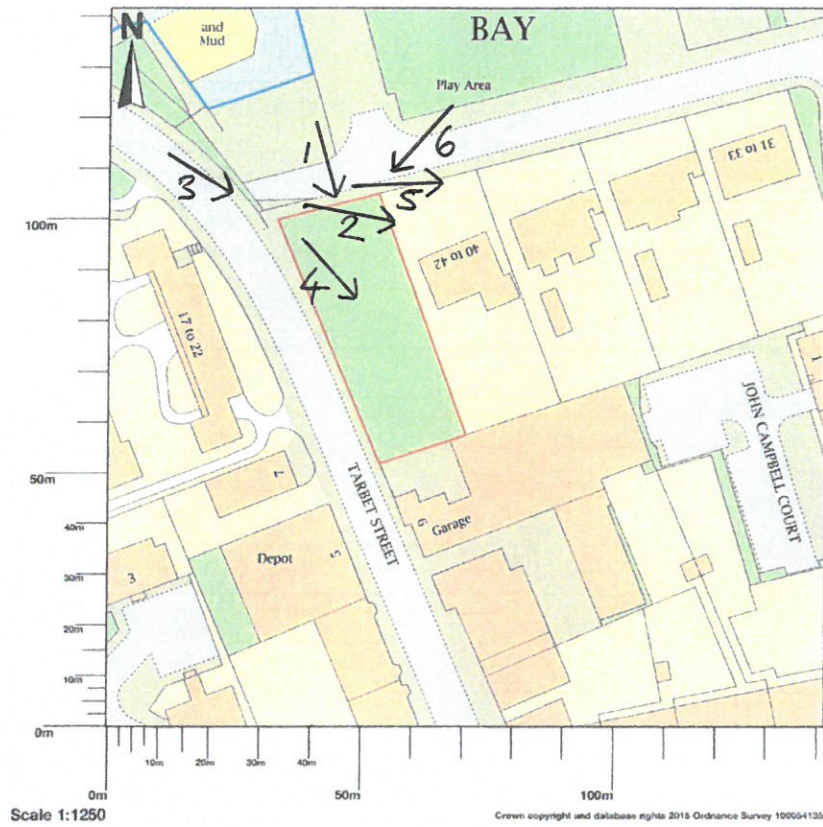 N
and
Mud
BAY
Play Area
1
6
3
5
2
4
31 to 33
100m
40 to 42
17 to 22
1
JOHN CAMPBELL COURT
7
50m
TARBET STREET
9
Garage
40m
Depot
5
30m
3
20m
10m
0m
10m
20m
30m
40m
0m
50m
100m
Scale 1:1250
Crown copyright and database rights 2015 Ordnance Survey 100054135